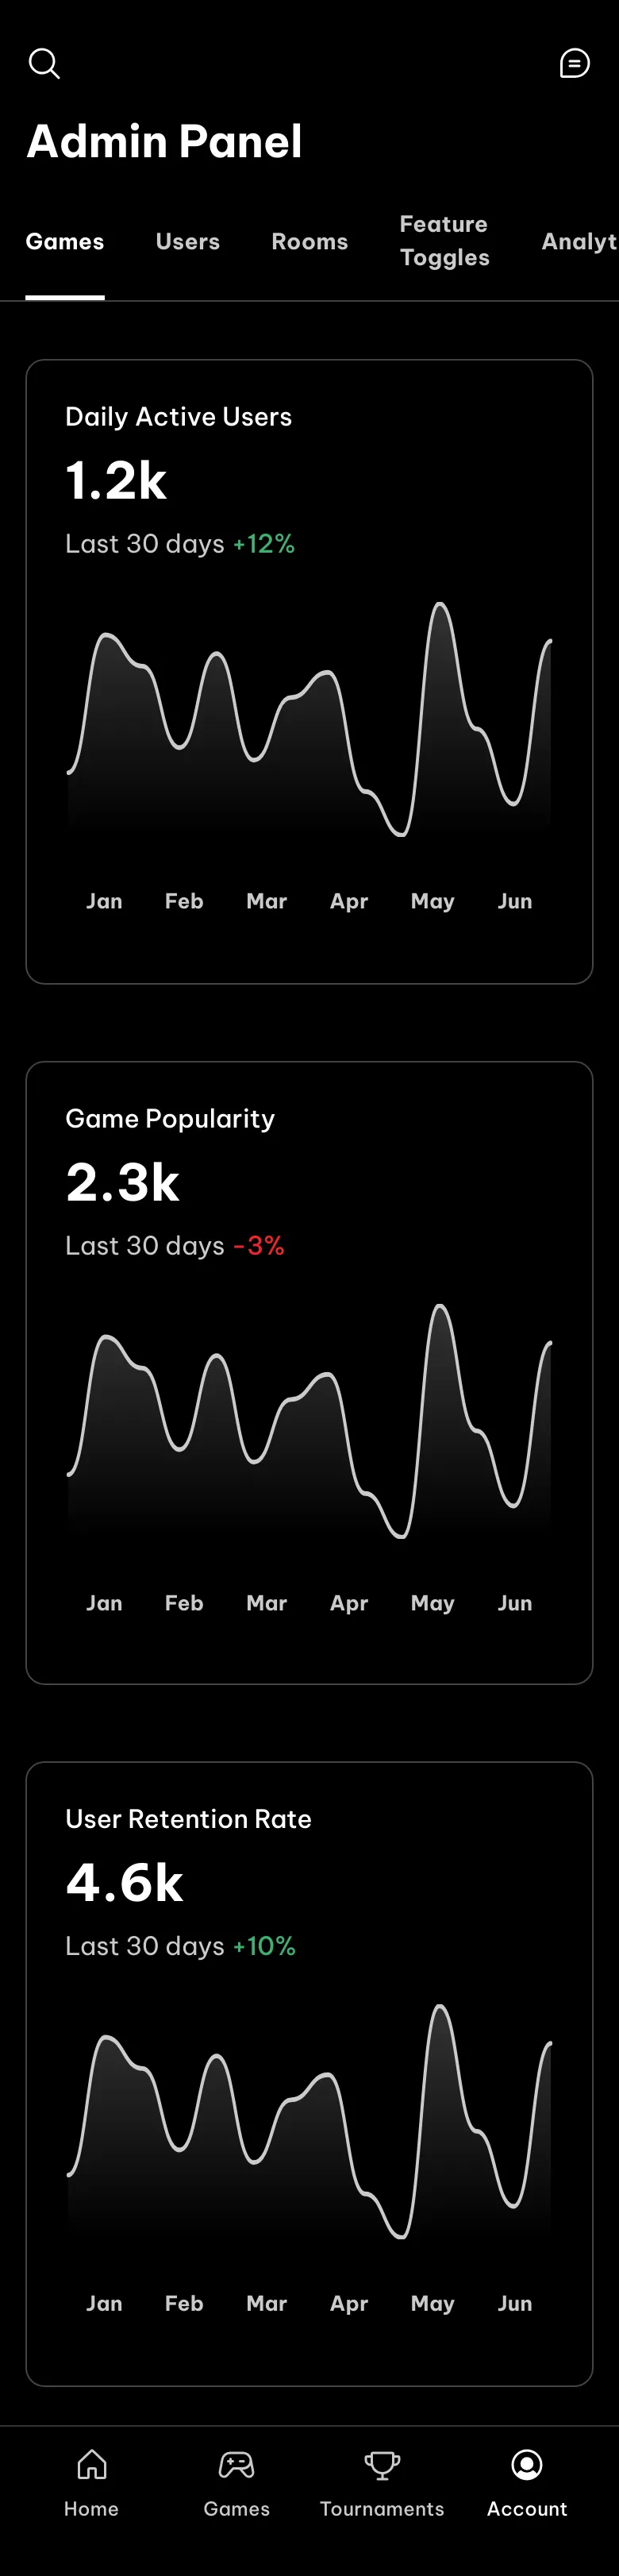 Admin Panel
Games Users Rooms Feature Toggles Analyt
Daily Active Users
1.2k
Last 30 days +12%
Jan Feb Mar Apr May Jun
Game Popularity
2.3k
Last 30 days -3%
Jan Feb Mar Apr May Jun
User Retention Rate
4.6k
Last 30 days +10%
Jan Feb Mar Apr May Jun
Home Games Tournaments Account